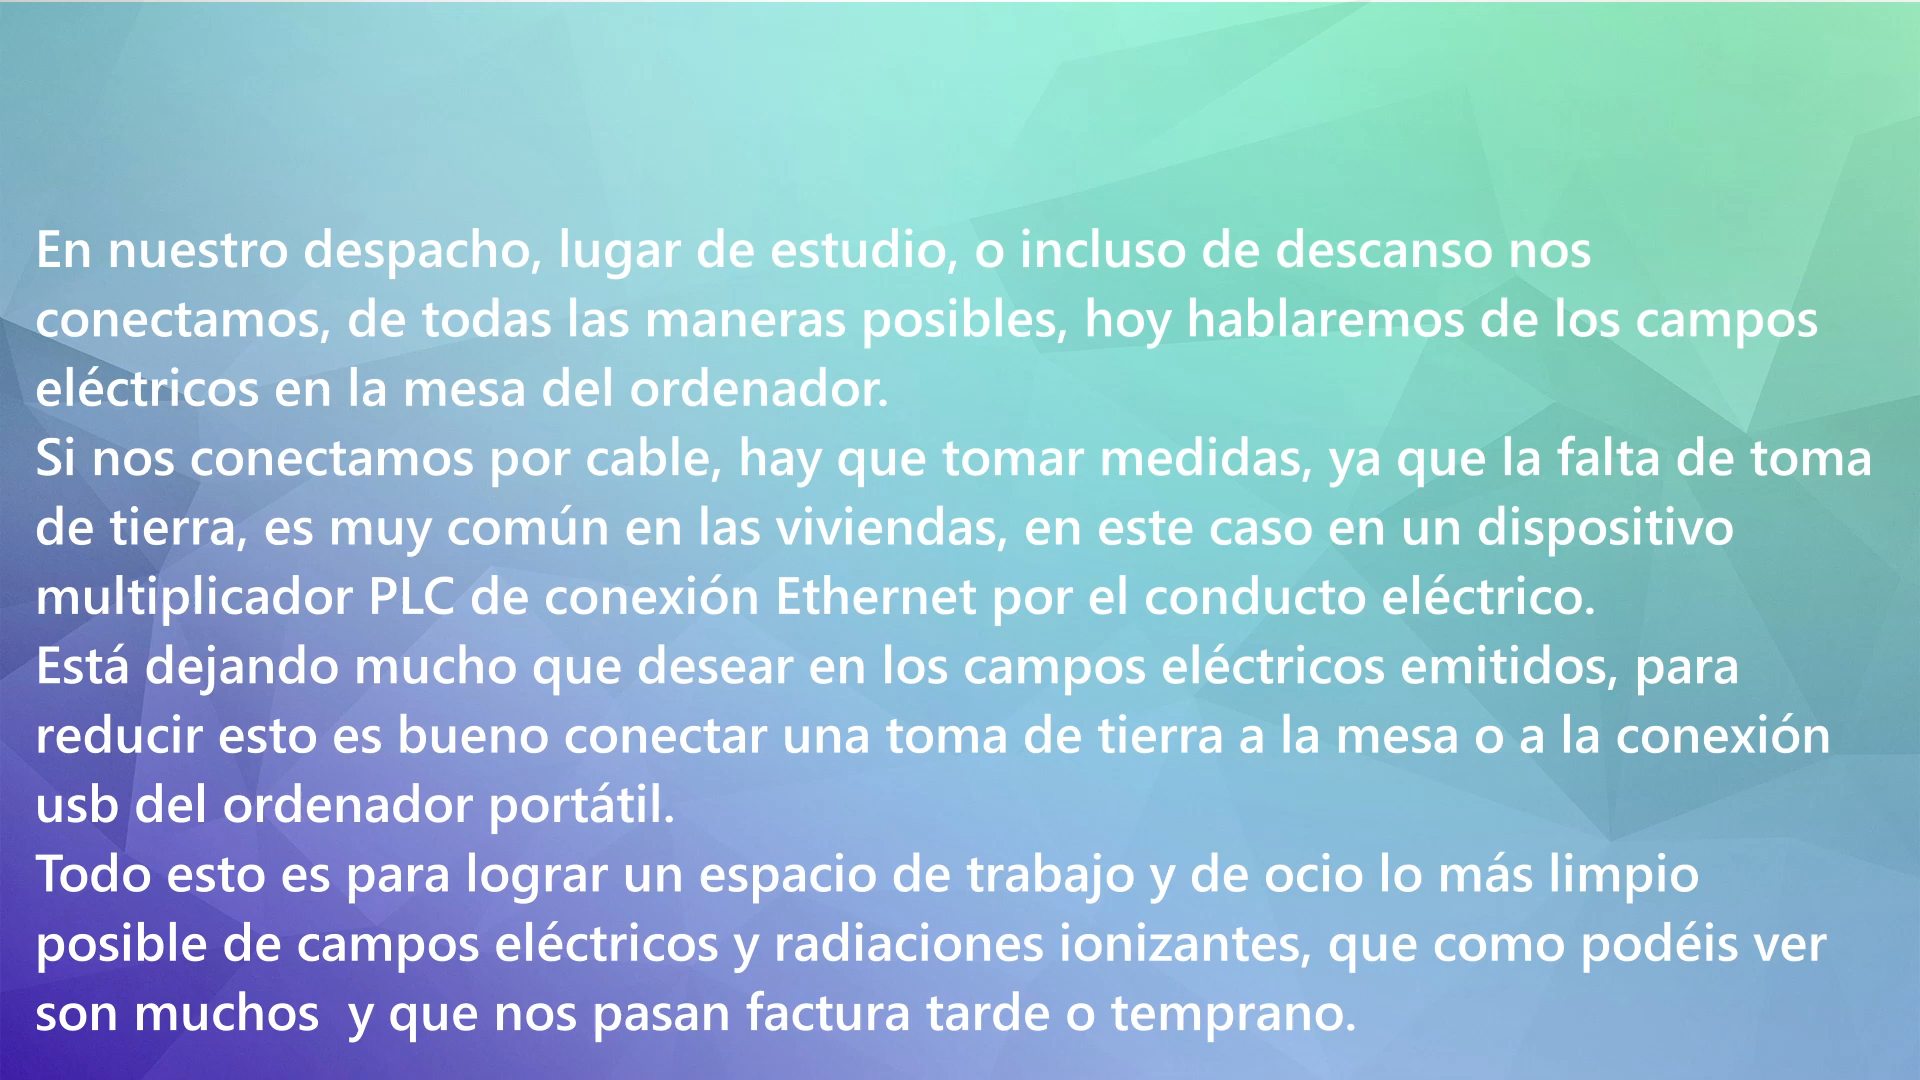 En nuestro despacho, lugar de estudio, o incluso de descanso nos
conectamos, de todas las maneras posibles, hoy hablaremos de los campos
eléctricos en la mesa del ordenador.
Si nos conectamos por cable, hay que tomar medidas, ya que la falta de toma
de tierra, es muy común en las viviendas, en este caso en un dispositivo
multiplicador PLC de conexión Ethernet por el conducto eléctrico.
Está dejando mucho que desear en los campos eléctricos emitidos, para
reducir esto es bueno conectar una toma de tierra a la mesa o a la conexión
usb del ordenador portátil.
Todo esto es para lograr un espacio de trabajo y de ocio lo más limpio
posible de campos eléctricos y radiaciones ionizantes, que como podéis ver
son muchos  y que nos pasan factura tarde o temprano.